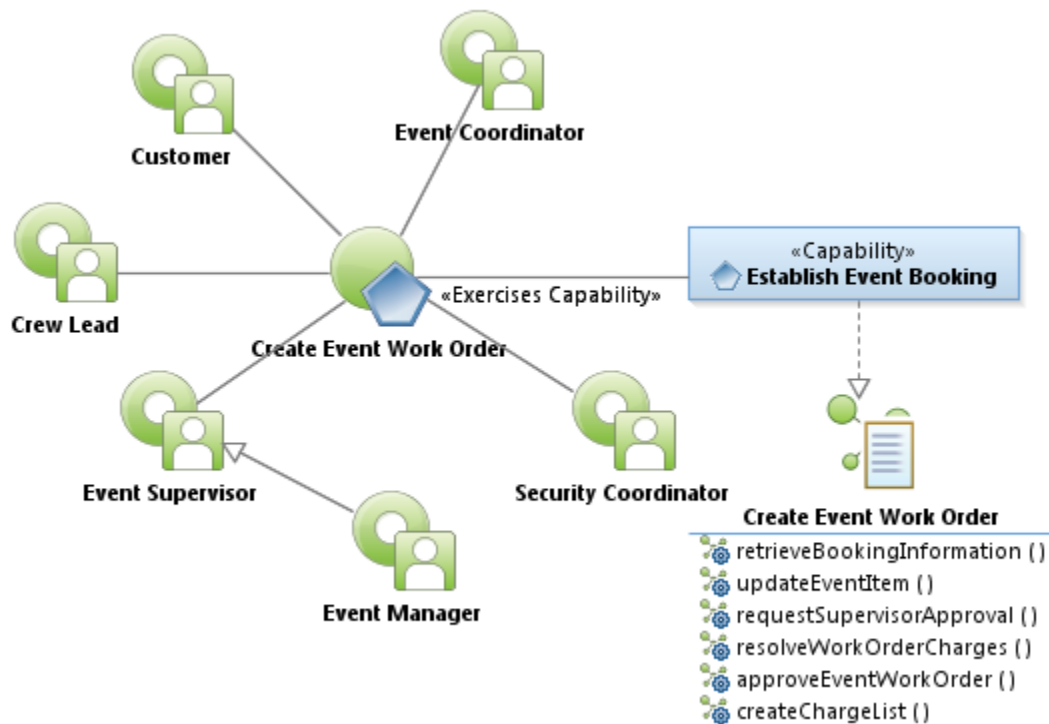 Customer
Event Coordinator
Crew Lead
Create Event Work Order
«Exercises Capability»
«Capability»
Establish Event Booking
Event Supervisor
Event Manager
Security Coordinator
Create Event Work Order
retrieveBookingInformation ()
updateEventItem ()
requestSupervisorApproval ()
resolveWorkOrderCharges ()
approveEventWorkOrder ()
createChargeList ()